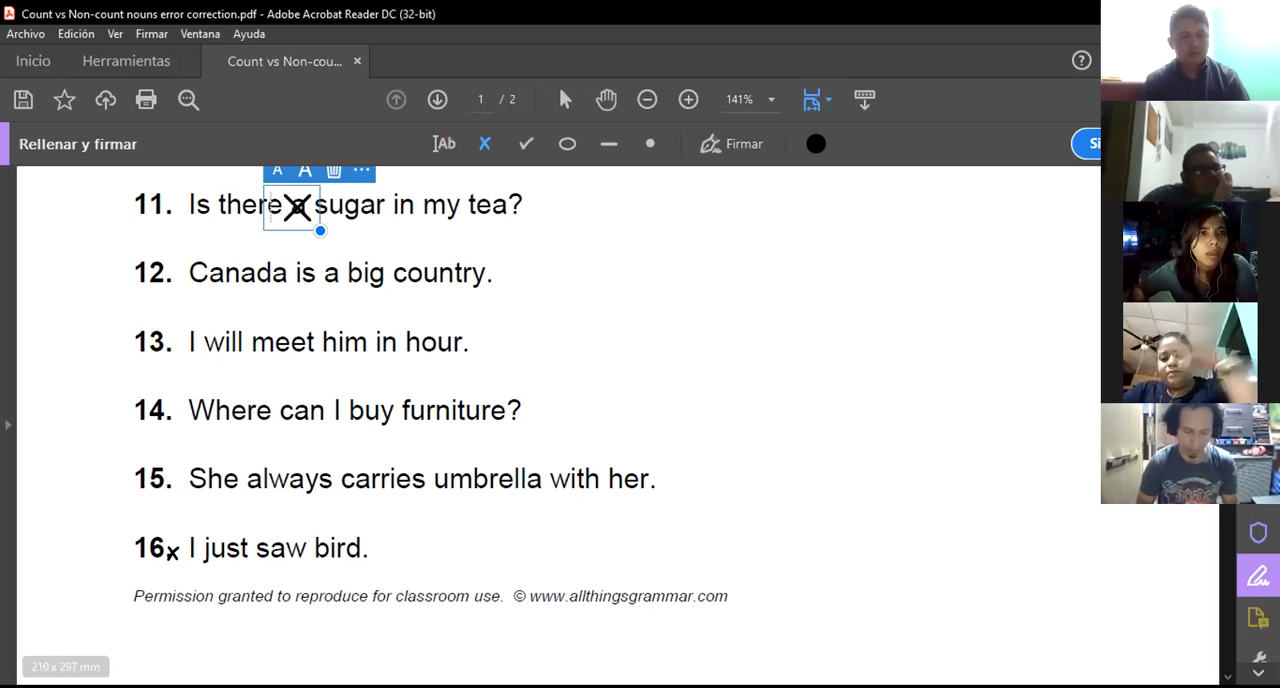 Count vs Non-count nouns error correction.pdf - Adobe Acrobat Reader DC (32-bit)
Archivo Edición Ver Firmar Ventana Ayuda
Inicio Herramientas Count vs Non-cou... ×
1 / 2 141%
Rellenar y firmar IAb Firmar Si
A A ...
11. Is there a sugar in my tea?
12. Canada is a big country.
13. I will meet him in hour.
14. Where can I buy furniture?
15. She always carries umbrella with her.
16. I just saw bird.
Permission granted to reproduce for classroom use. © www.allthingsgrammar.com
210 x 297 mm